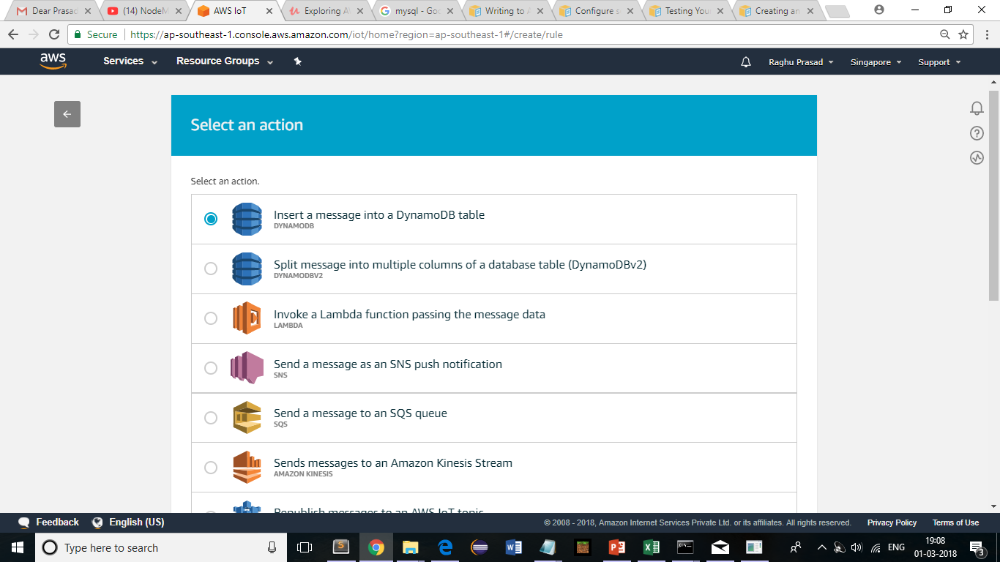 Dear Prasad
(14) NodeM
AWS IoT
Exploring A
mysql - Goo
Writing to A
Configure s
Testing You
Creating an
Secure
https://ap-southeast-1.console.aws.amazon.com/iot/home?region=ap-southeast-1#/create/rule
aws
Services
Resource Groups
Raghu Prasad
Singapore
Support
Select an action
Select an action.
Insert a message into a DynamoDB table
DYNAMODB
Split message into multiple columns of a database table (DynamoDBv2)
DYNAMODBV2
Invoke a Lambda function passing the message data
LAMBDA
Send a message as an SNS push notification
SNS
Send a message to an SQS queue
SQS
Sends messages to an Amazon Kinesis Stream
AMAZON KINESIS
Republish messages to an AWS IoT topic
Feedback
English (US)
© 2008 - 2018, Amazon Internet Services Private Ltd. or its affiliates. All rights reserved.
Privacy Policy
Terms of Use
Type here to search
ENG
19:08
01-03-2018
3